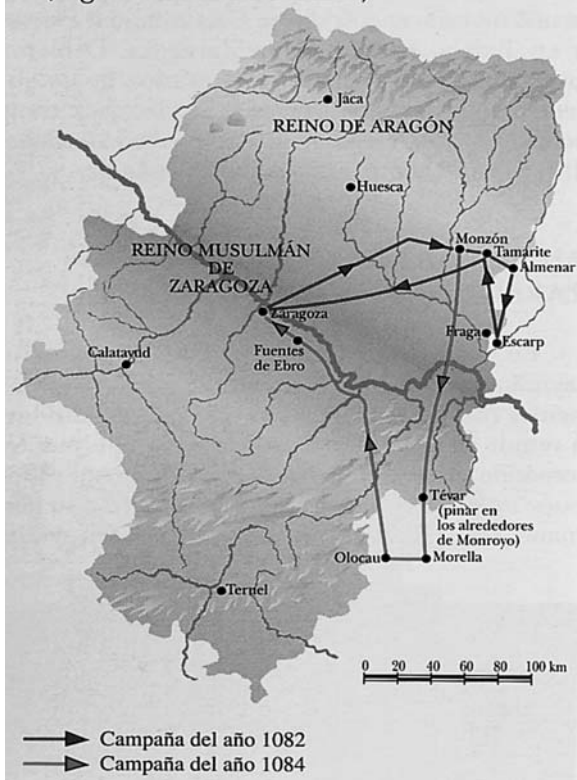 Jaca
REINO DE ARAGÓN
Huesca
REINO MUSULMÁN
DE
ZARAGOZA
Monzón
Tamarite
Almenar
Zaragoza
Fraga
Escarp
Fuentes
de Ebro
Calatayud
Tévar
(pinar en
los alrededores
de Monroyo)
Olocau
Morella
Ternel
0 20 40 60 80 100 km
Campaña del año 1082
Campaña del año 1084